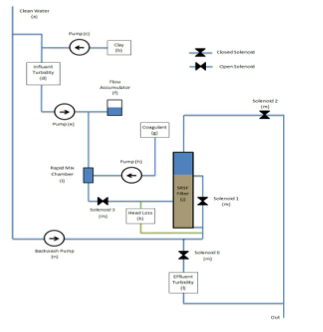 Clean Water
(a)
Pump(c)
Clay
(b)
Closed Solenoid
Open Solenoid
Influent
Turbidity
(d)
Flow
Accumulator
(f)
Pump(e)
Solenoid 2
(m)
Coagulant
(g)
Rapid Mix
Chamber
(i)
Pump(h)
SRSF
Filter
(j)
Solenoid 1
(m)
Solenoid 3
(m)
Head Loss
(k)
Backwash Pump
(n)
Solenoid 0
(m)
Effluent
Turbidity
(l)
Out